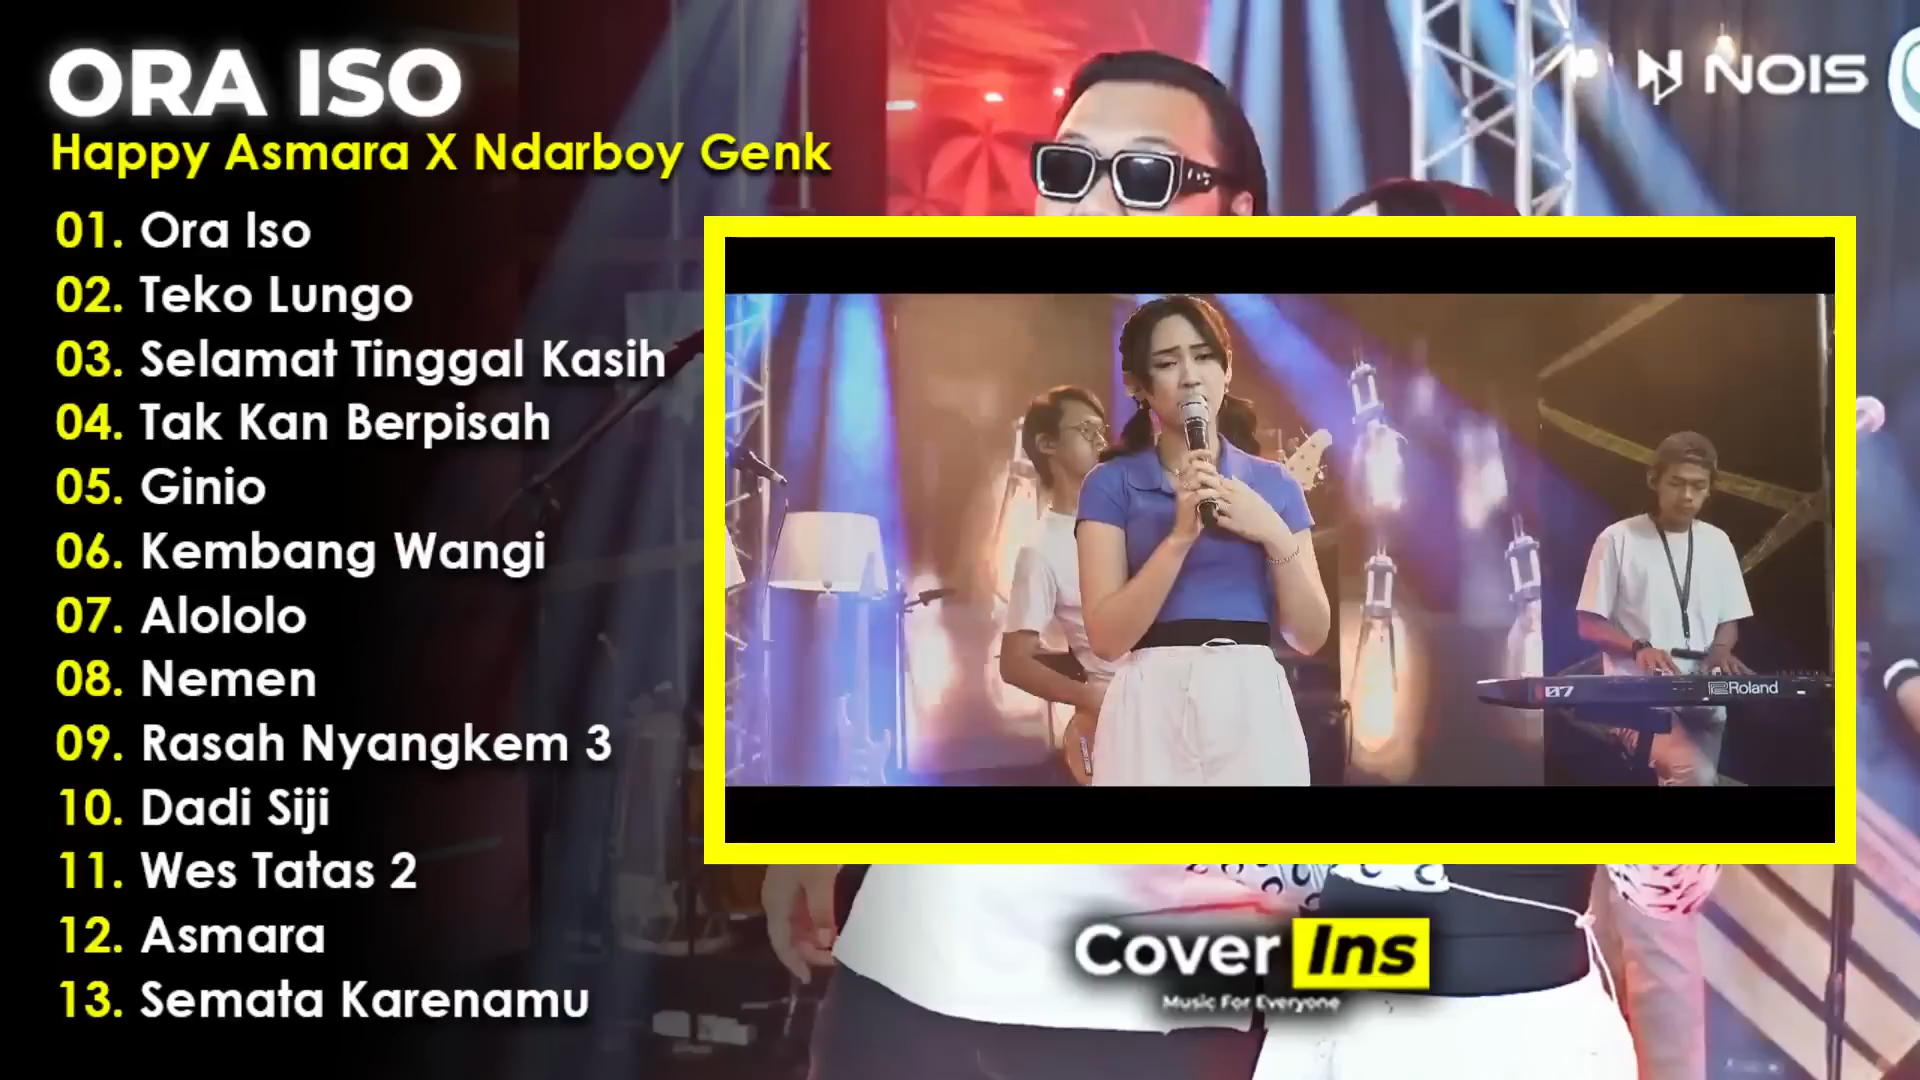 ORA ISO
Happy Asmara X Ndarboy Genk
01. Ora Iso
02. Teko Lungo
03. Selamat Tinggal Kasih
04. Tak Kan Berpisah
05. Ginio
06. Kembang Wangi
07. Alololo
08. Nemen
09. Rasah Nyangkem 3
10. Dadi Siji
11. Wes Tatas 2
12. Asmara
13. Semata Karenamu
NOIS
07 Roland
Cover Ins
Music For Everyone